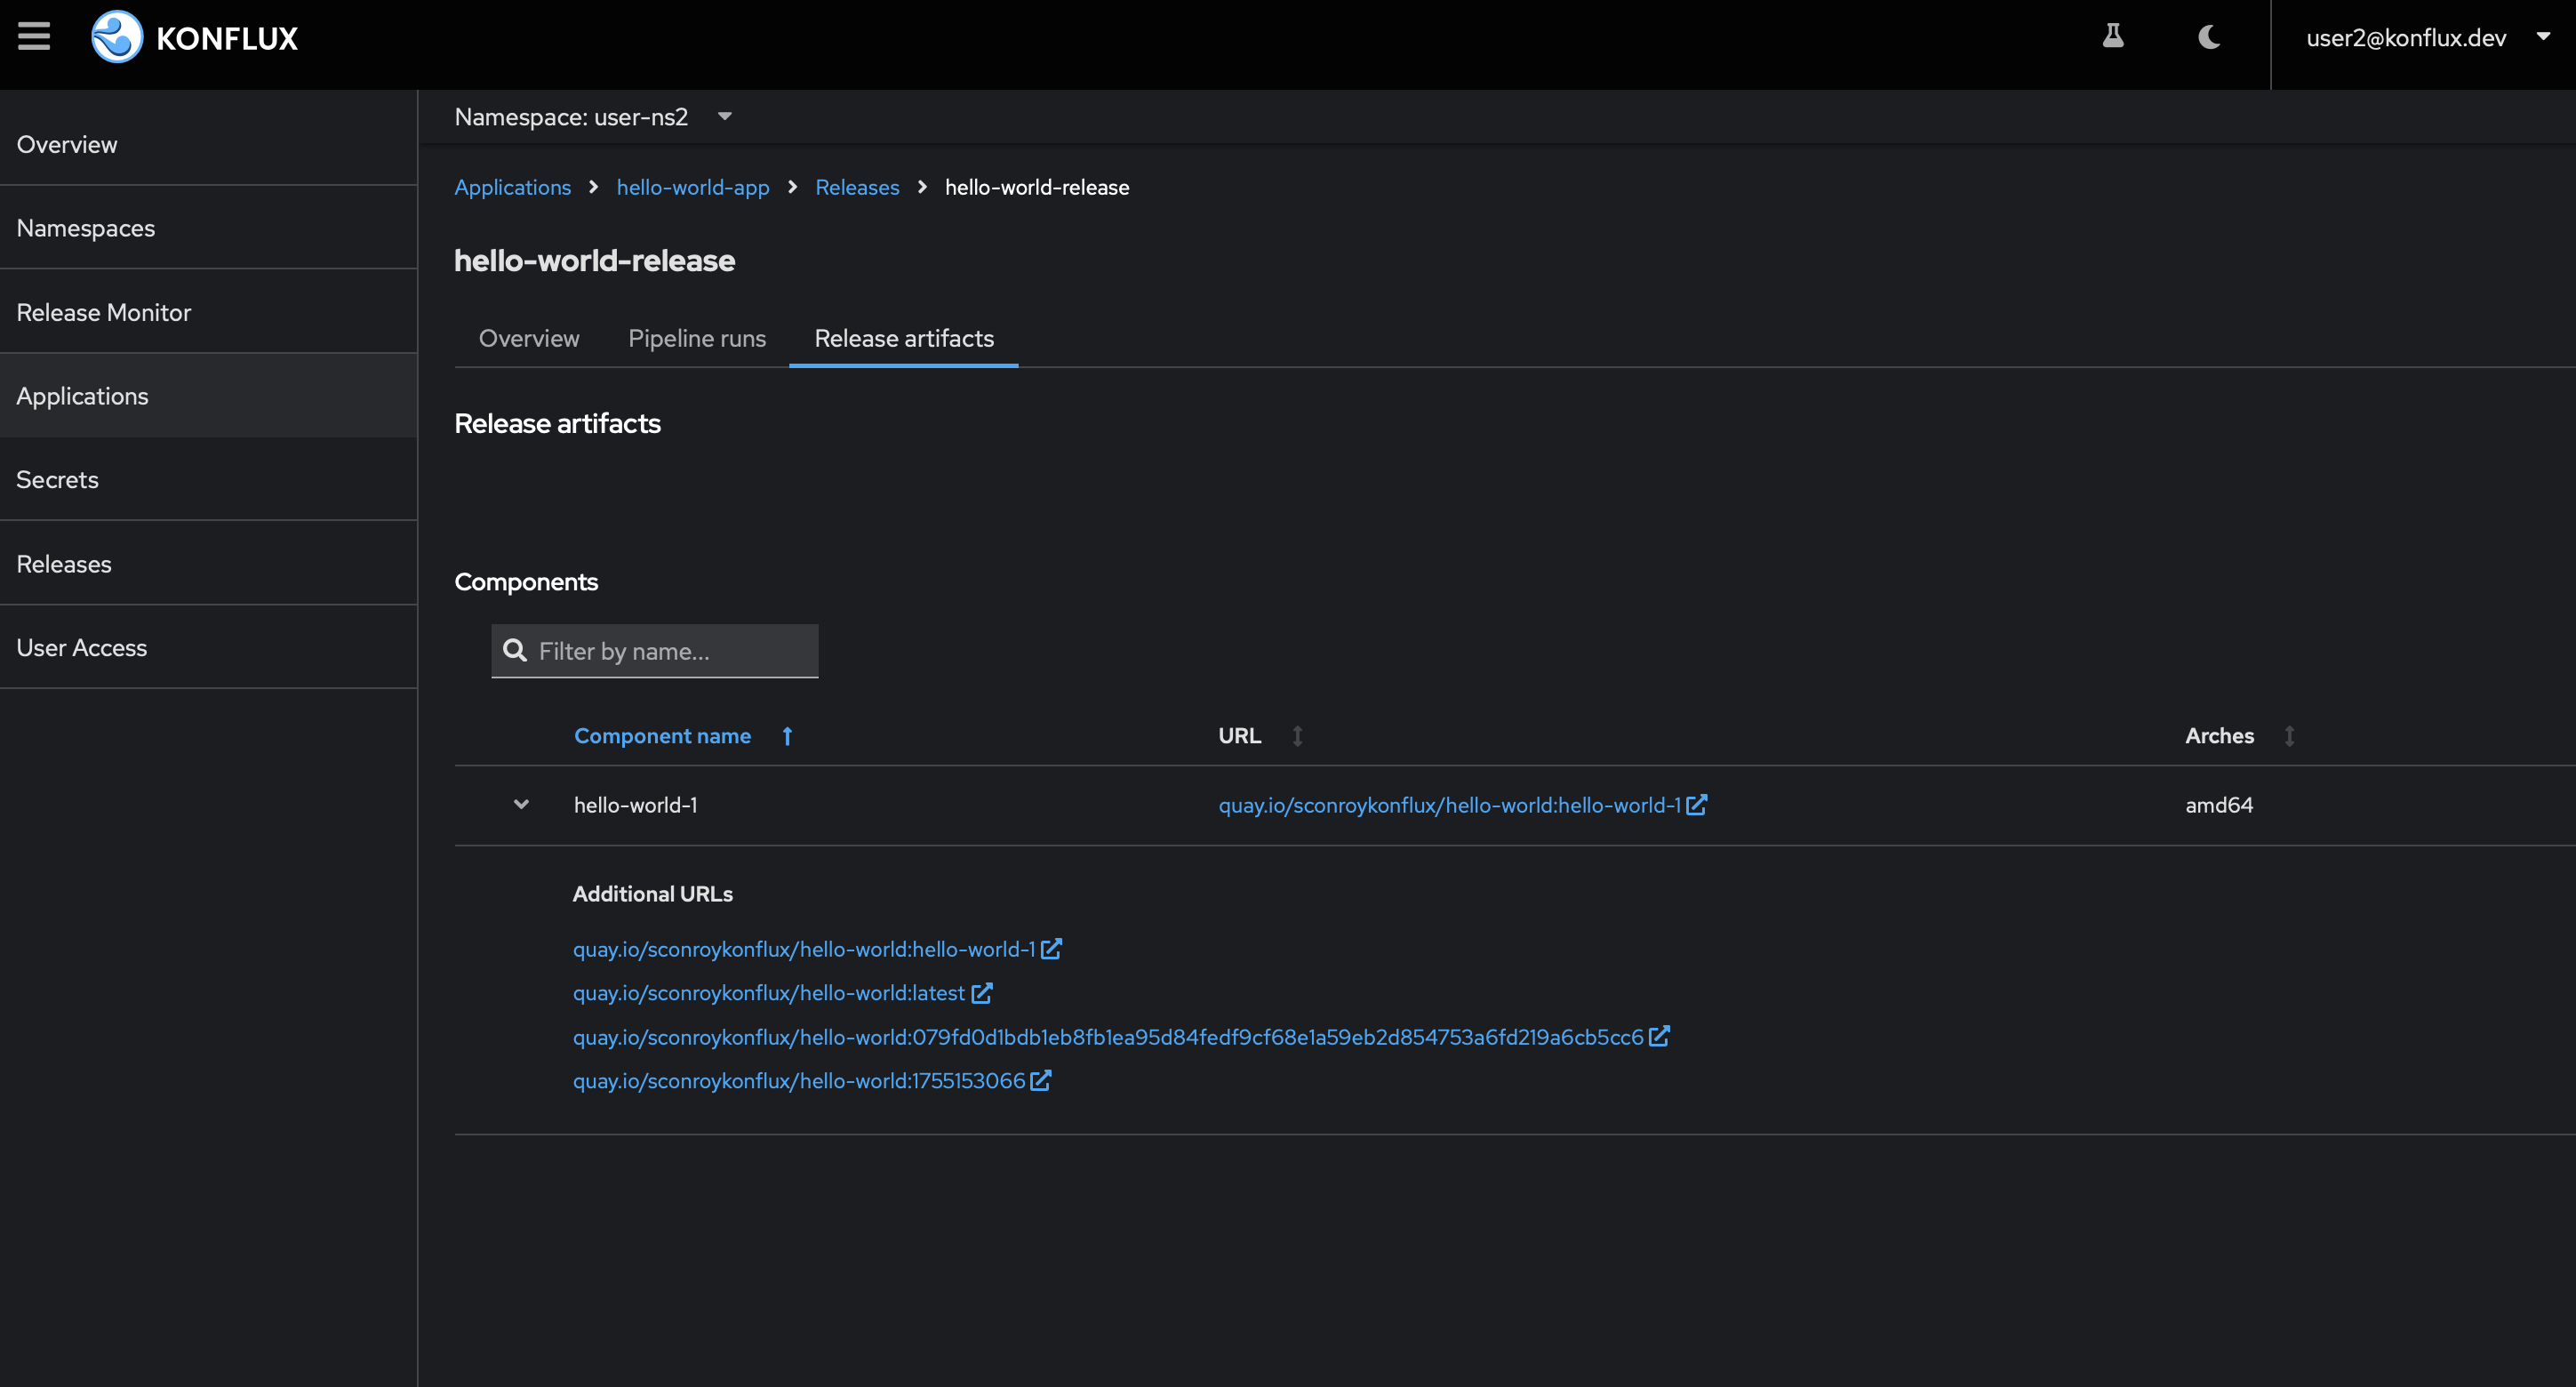 KONFLUX
user2@konflux.dev
Overview
Namespaces
Release Monitor
Applications
Secrets
Releases
User Access
Namespace: user-ns2
Applications > hello-world-app > Releases > hello-world-release
hello-world-release
Overview Pipeline runs Release artifacts
Release artifacts
Components
Filter by name...
Component name URL Arches
hello-world-1 quay.io/sconroykonflux/hello-world:hello-world-1 amd64
Additional URLs
quay.io/sconroykonflux/hello-world:hello-world-1
quay.io/sconroykonflux/hello-world:latest
quay.io/sconroykonflux/hello-world:079fd0d1bdb1eb8fb1ea95d84fedf9cf68e1a59eb2d854753a6fd219a6cb5cc6
quay.io/sconroykonflux/hello-world:1755153066